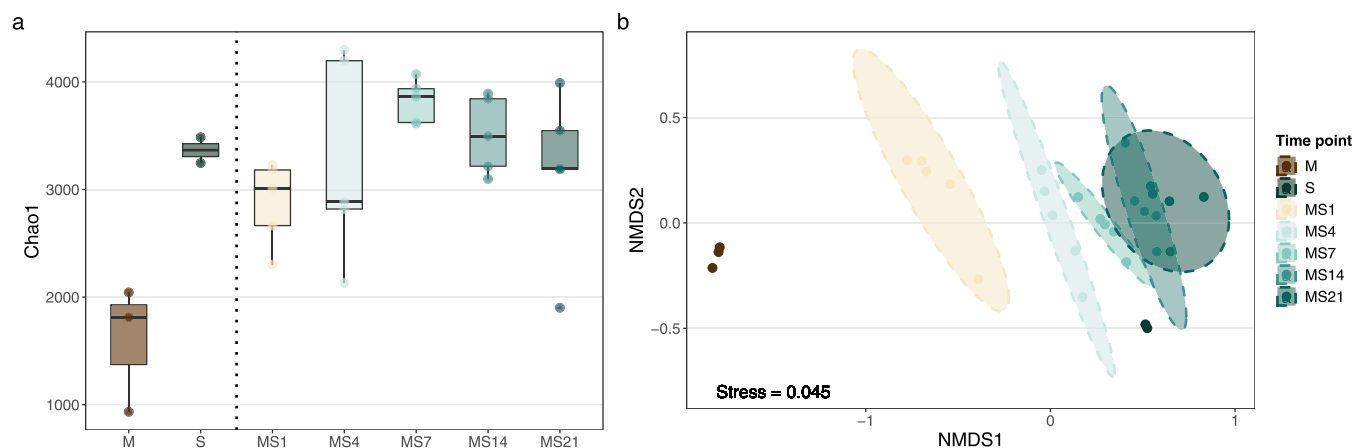 a
Chao1
4000
3000
2000
1000
M S MS1 MS4 MS7 MS14 MS21
b
NMDS2
0.5
0.0
−0.5
Stress = 0.045
−1 0 1
NMDS1
Time point
M
S
MS1
MS4
MS7
MS14
MS21